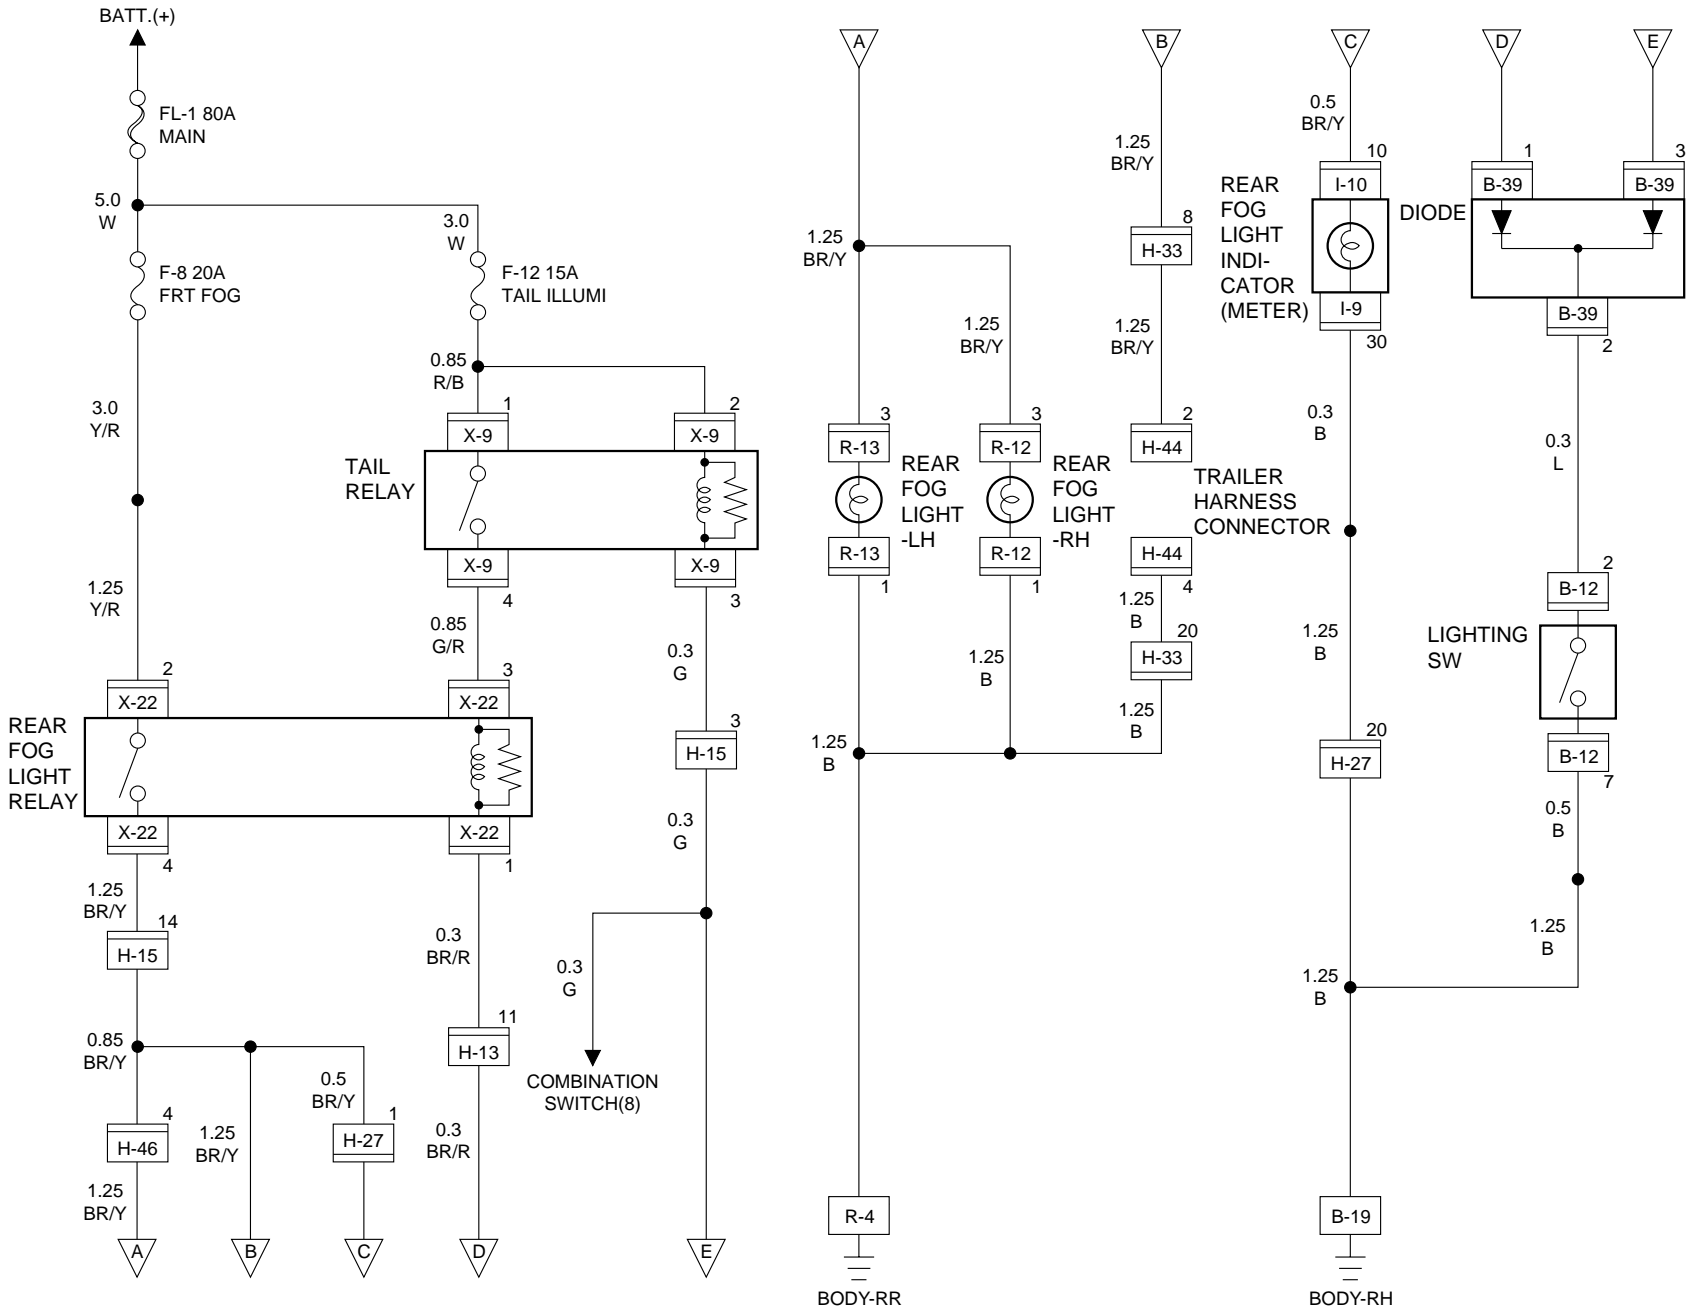 BATT.(+)
FL-1 80A
MAIN
5.0
W
3.0
W
F-8 20A
FRT FOG
F-12 15A
TAIL ILLUMI
0.85
R/B
3.0
Y/R
1
X-9
2
X-9
TAIL
RELAY
X-9
4
X-9
3
1.25
Y/R
0.85
G/R
0.3
G
2
X-22
3
X-22
REAR
FOG
LIGHT
RELAY
3
H-15
X-22
4
X-22
1
0.3
G
1.25
BR/Y
14
H-15
0.3
BR/R
0.3
G
11
H-13
0.85
BR/Y
0.5
BR/Y
COMBINATION
SWITCH(8)
4
H-46
1.25
BR/Y
1
H-27
0.3
BR/R
1.25
BR/Y
A
B
C
D
E
A
B
C
D
E
0.5
BR/Y
1.25
BR/Y
10
I-10
1
B-39
3
B-39
REAR
FOG
LIGHT
INDI-
CATOR
(METER)
DIODE
1.25
BR/Y
8
H-33
I-9
30
B-39
2
1.25
BR/Y
1.25
BR/Y
3
R-13
3
R-12
2
H-44
0.3
B
0.3
L
REAR
FOG
LIGHT
-LH
REAR
FOG
LIGHT
-RH
TRAILER
HARNESS
CONNECTOR
R-13
1
R-12
1
H-44
4
2
B-12
1.25
B
20
H-33
1.25
B
1.25
B
LIGHTING
SW
1.25
B
1.25
B
20
H-27
B-12
7
0.5
B
1.25
B
1.25
B
R-4
BODY-RR
B-19
BODY-RH